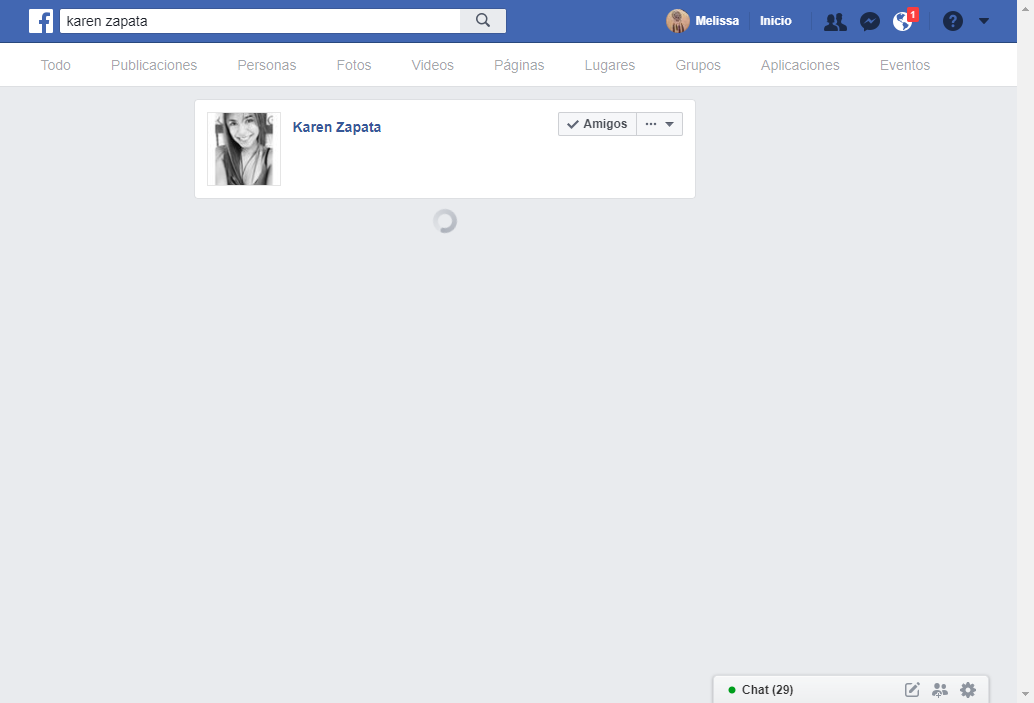 karen zapata
Melissa Inicio 1
Todo Publicaciones Personas Fotos Videos Páginas Lugares Grupos Aplicaciones Eventos
Karen Zapata Amigos
Chat (29)